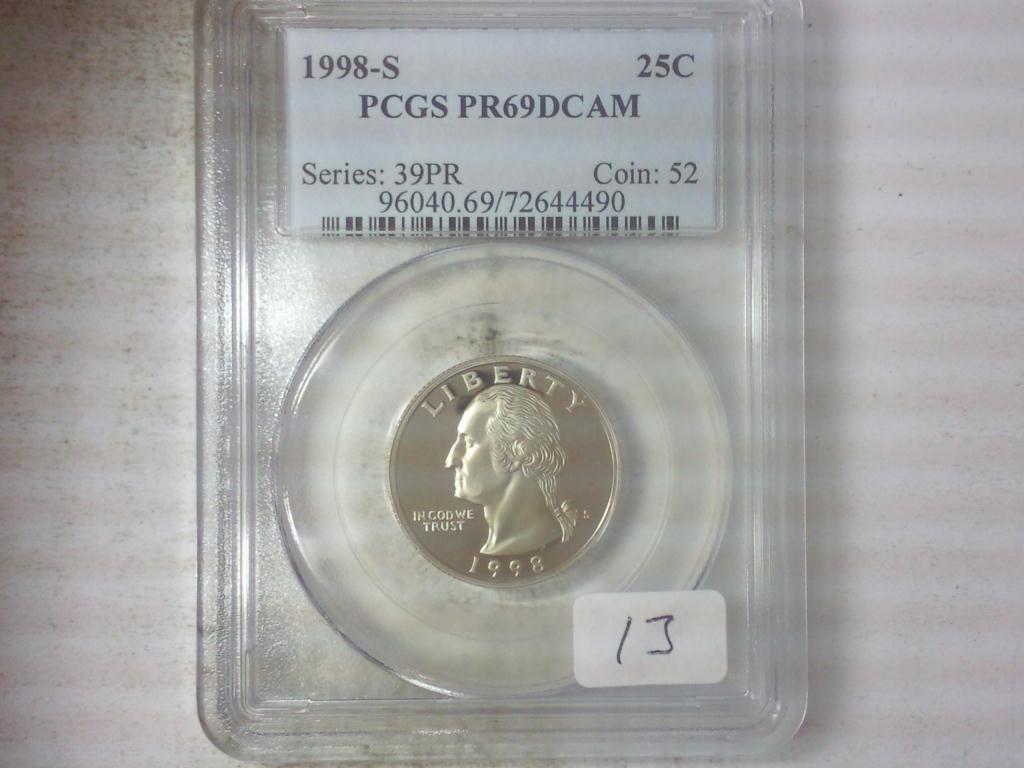 1998-S 25C
PCGS PR69DCAM
Series: 39PR Coin: 52
96040.69/72644490
LIBERTY
IN GOD WE
TRUST
S
1998
13